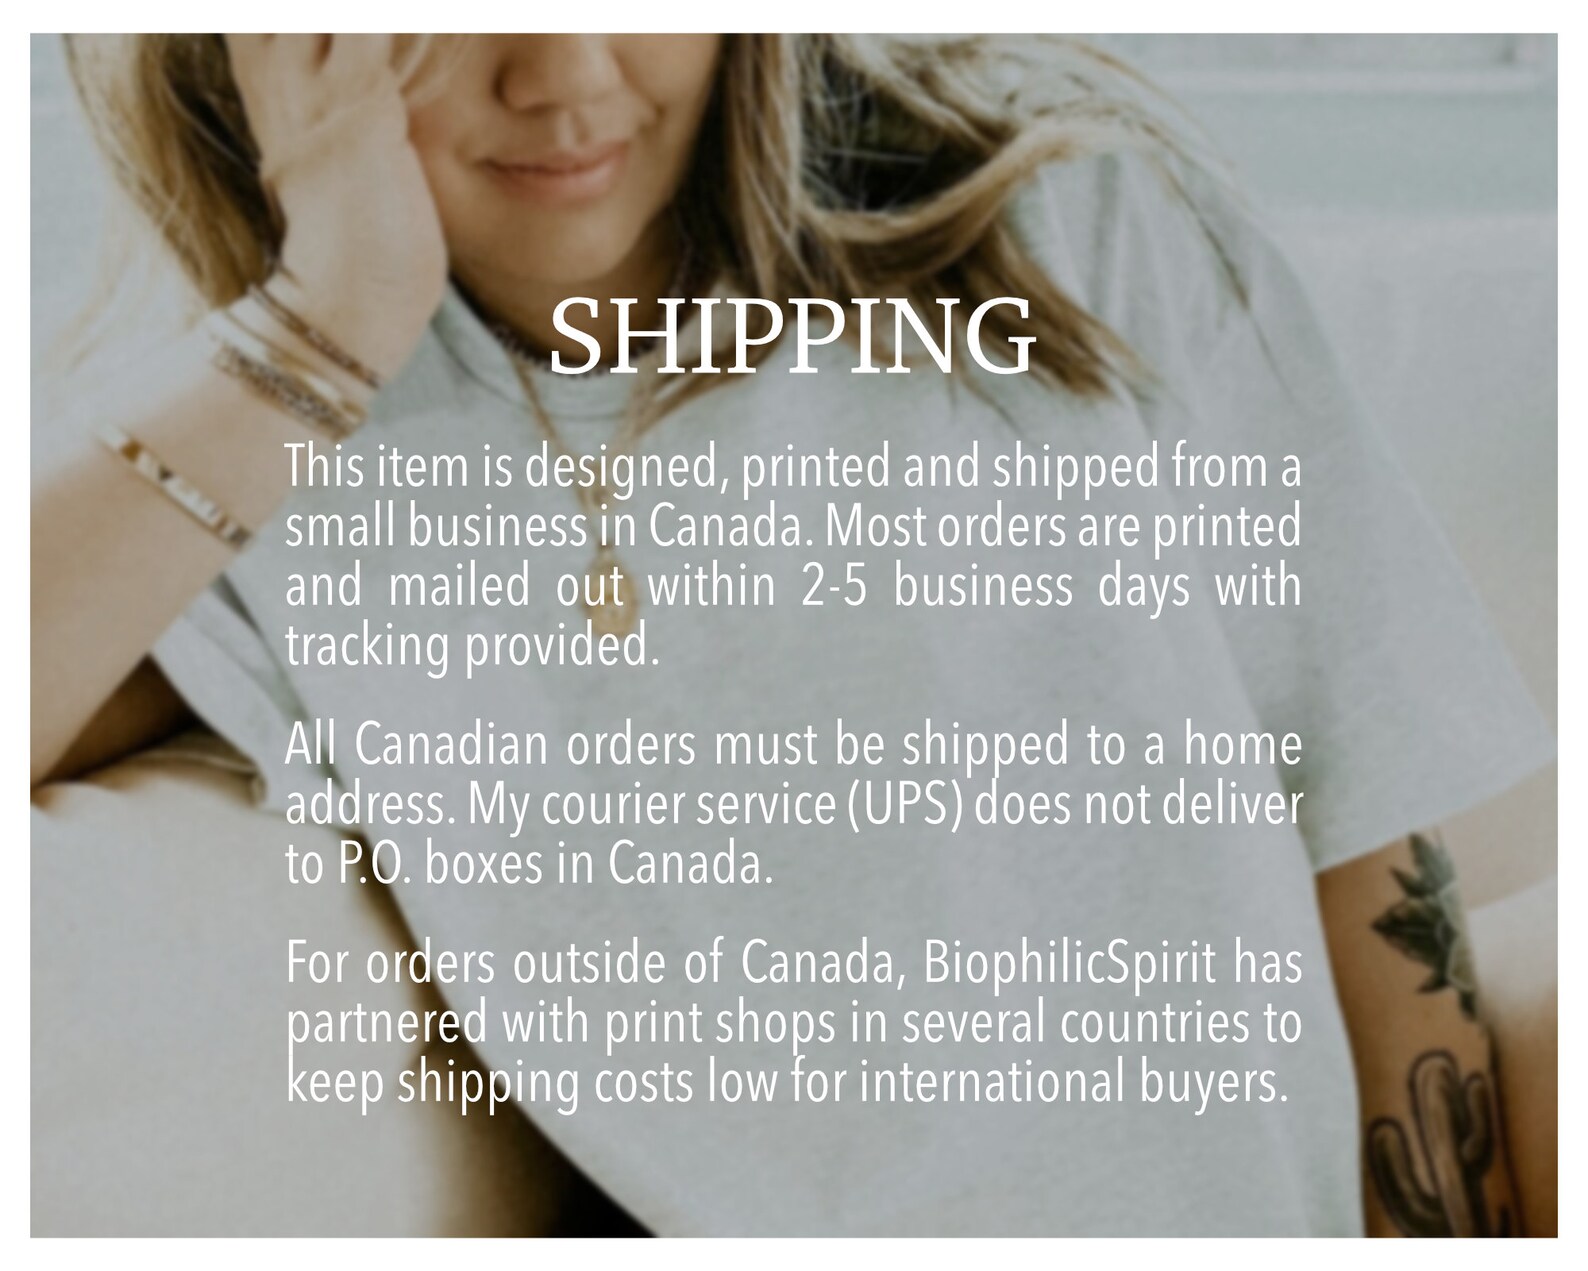 SHIPPING
This item is designed, printed and shipped from a
small business in Canada. Most orders are printed
and mailed out within 2-5 business days with
tracking provided.
All Canadian orders must be shipped to a home
address. My courier service (UPS) does not deliver
to P.O. boxes in Canada.
For orders outside of Canada, BiophilicSpirit has
partnered with print shops in several countries to
keep shipping costs low for international buyers.